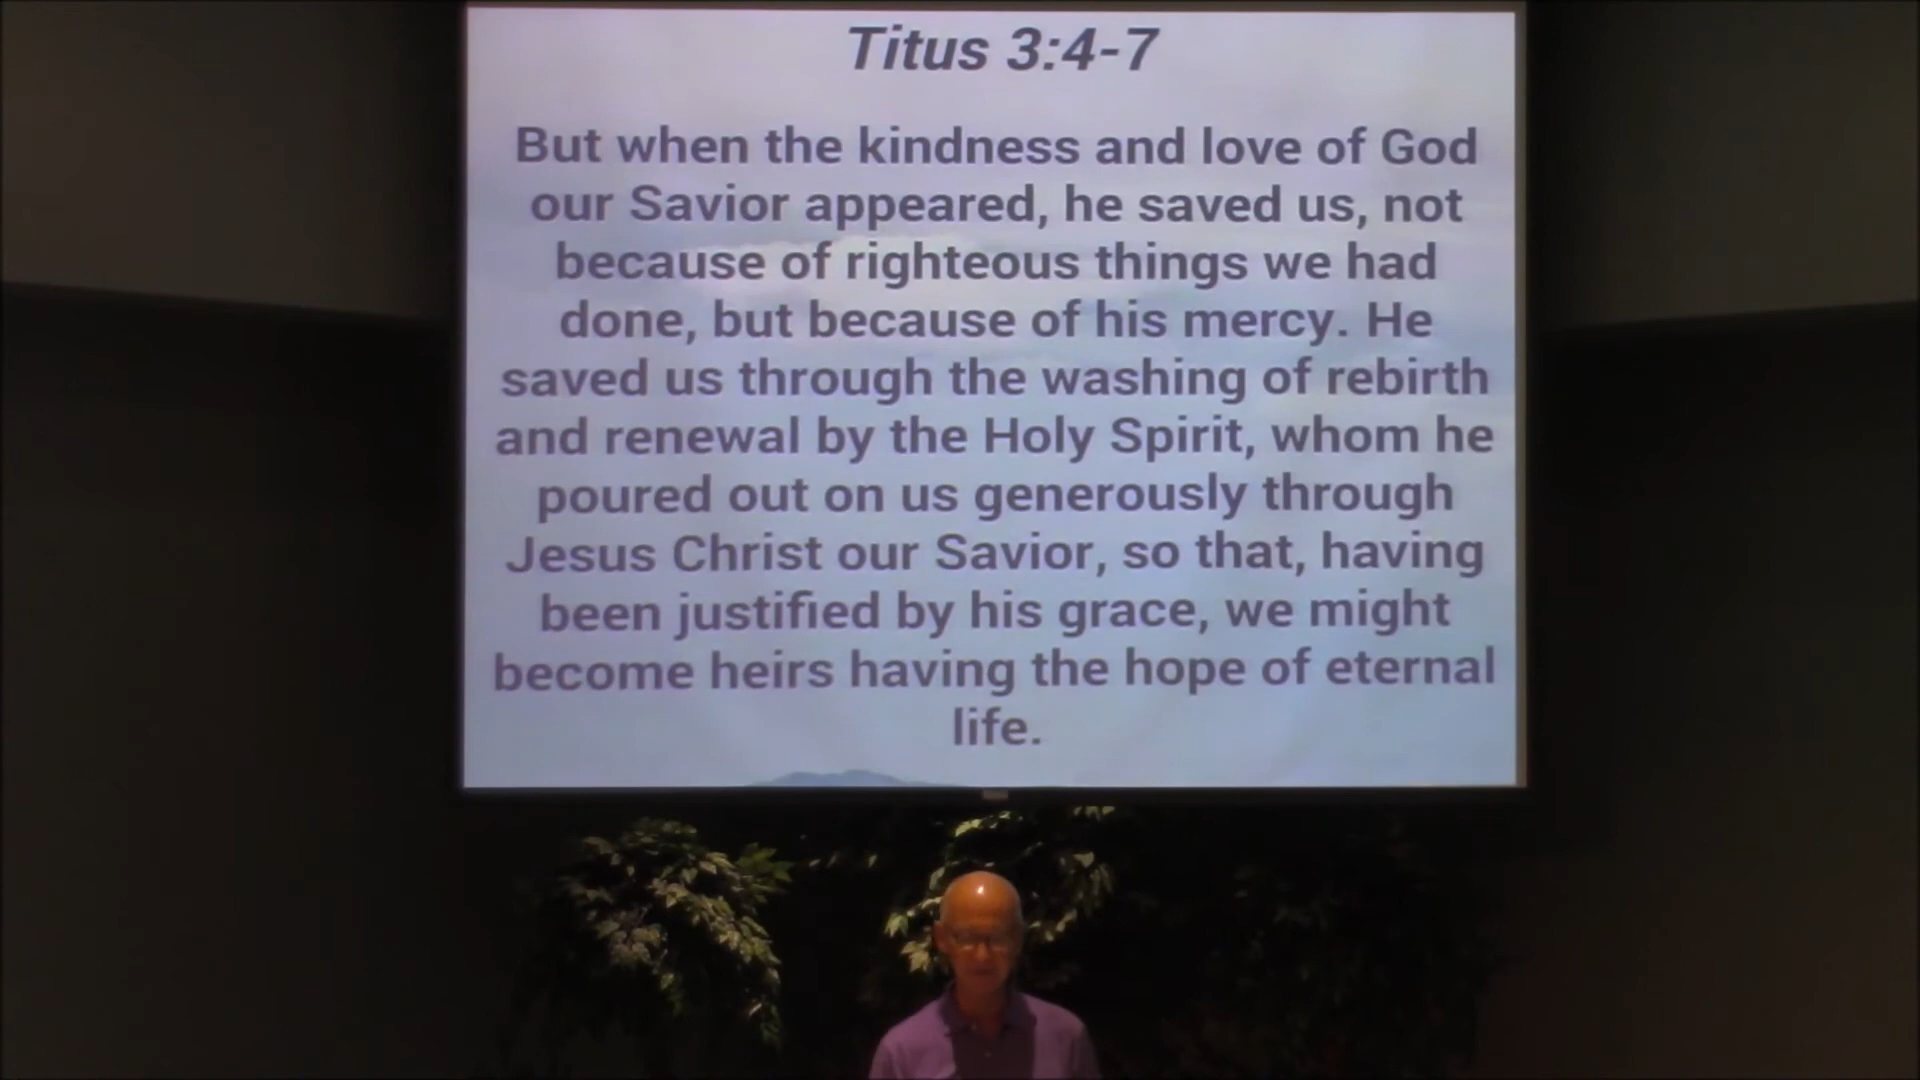 Titus 3:4-7
But when the kindness and love of God
our Savior appeared, he saved us, not
because of righteous things we had
done, but because of his mercy. He
saved us through the washing of rebirth
and renewal by the Holy Spirit, whom he
poured out on us generously through
Jesus Christ our Savior, so that, having
been justified by his grace, we might
become heirs having the hope of eternal
life.